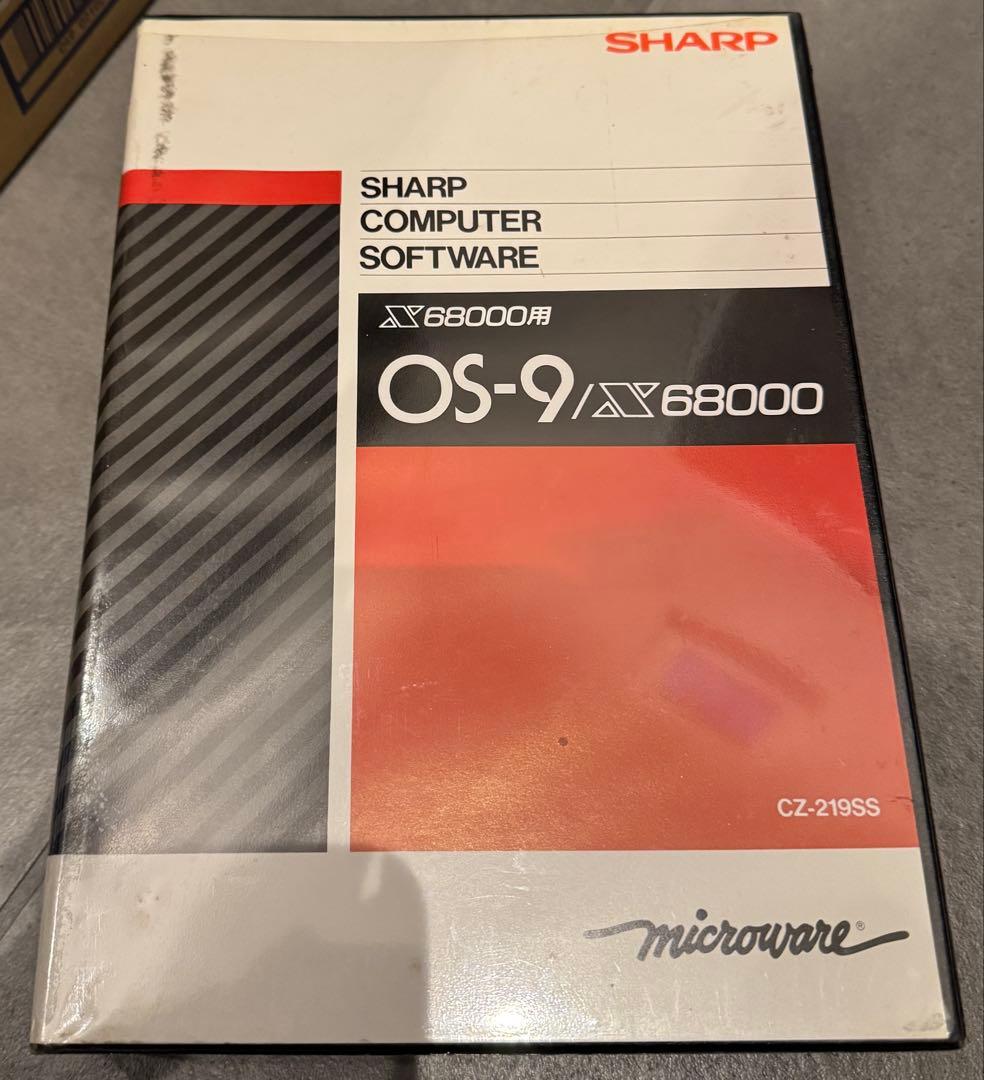 SHARP
SHARP
COMPUTER
SOFTWARE
X68000用
OS-9/X68000
CZ-219SS
microware®